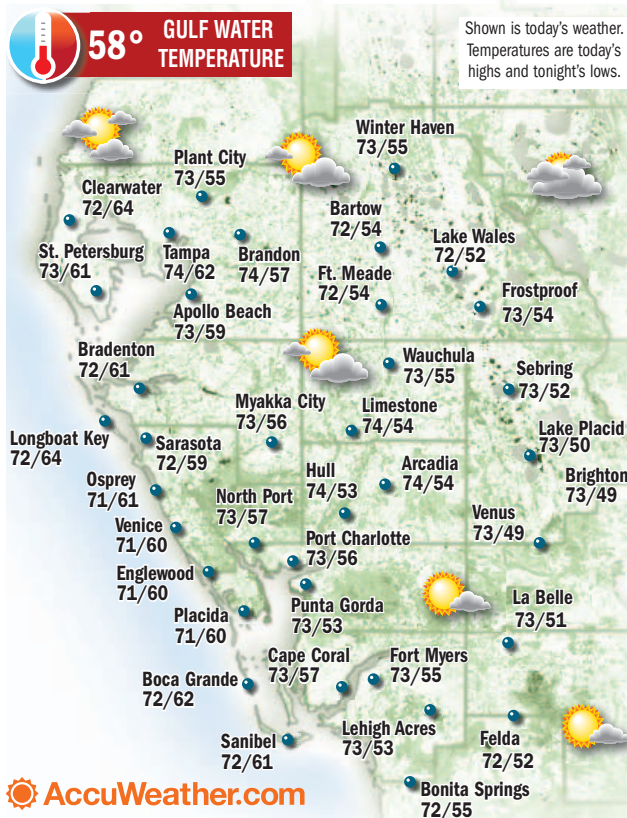 58° GULF WATER
TEMPERATURE
Shown is today's weather.
Temperatures are today's
highs and tonight's lows.
Winter Haven
73/55
Plant City
73/55
Clearwater
72/64
Bartow
72/54
Lake Wales
72/52
St. Petersburg
73/61
Tampa
74/62
Brandon
74/57
Ft. Meade
72/54
Frostproof
73/54
Apollo Beach
73/59
Bradenton
72/61
Wauchula
73/55
Sebring
73/52
Myakka City
73/56
Limestone
74/54
Longboat Key
72/64
Sarasota
72/59
Lake Placid
73/50
Osprey
71/61
Hull
74/53
Arcadia
74/54
Brighton
73/49
North Port
73/57
Venus
73/49
Venice
71/60
Port Charlotte
73/56
Englewood
71/60
Punta Gorda
73/53
La Belle
73/51
Placida
71/60
Cape Coral
73/57
Fort Myers
73/55
Boca Grande
72/62
Lehigh Acres
73/53
Felda
72/52
Sanibel
72/61
Bonita Springs
72/55
AccuWeather.com